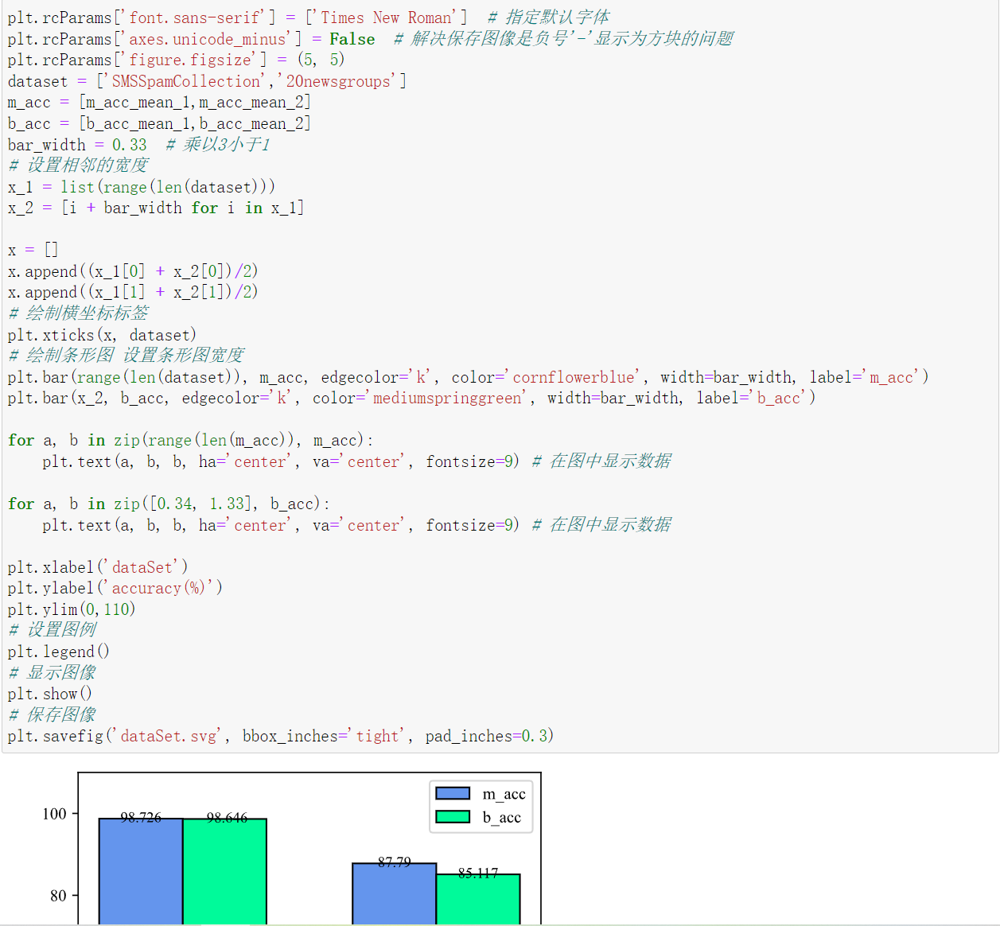 plt.rcParams['font.sans-serif'] = ['Times New Roman']  # 指定默认字体
plt.rcParams['axes.unicode_minus'] = False  # 解决保存图像是负号'-'显示为方块的问题
plt.rcParams['figure.figsize'] = (5, 5)
dataset = ['SMSSpamCollection','20newsgroups']
m_acc = [m_acc_mean_1,m_acc_mean_2]
b_acc = [b_acc_mean_1,b_acc_mean_2]
bar_width = 0.33  # 乘以3小于1
# 设置相邻的宽度
x_1 = list(range(len(dataset)))
x_2 = [i + bar_width for i in x_1]
x = []
x.append((x_1[0] + x_2[0])/2)
x.append((x_1[1] + x_2[1])/2)
# 绘制横坐标标签
plt.xticks(x, dataset)
# 绘制条形图 设置条形图宽度
plt.bar(range(len(dataset)), m_acc, edgecolor='k', color='cornflowerblue', width=bar_width, label='m_acc')
plt.bar(x_2, b_acc, edgecolor='k', color='mediumspringgreen', width=bar_width, label='b_acc')
for a, b in zip(range(len(m_acc)), m_acc):
    plt.text(a, b, b, ha='center', va='center', fontsize=9) # 在图中显示数据
for a, b in zip([0.34, 1.33], b_acc):
    plt.text(a, b, b, ha='center', va='center', fontsize=9) # 在图中显示数据
plt.xlabel('dataSet')
plt.ylabel('accuracy(%)')
plt.ylim(0,110)
# 设置图例
plt.legend()
# 显示图像
plt.show()
# 保存图像
plt.savefig('dataSet.svg', bbox_inches='tight', pad_inches=0.3)
m_acc
b_acc
100
98.726 98.646
87.79
85.117
80